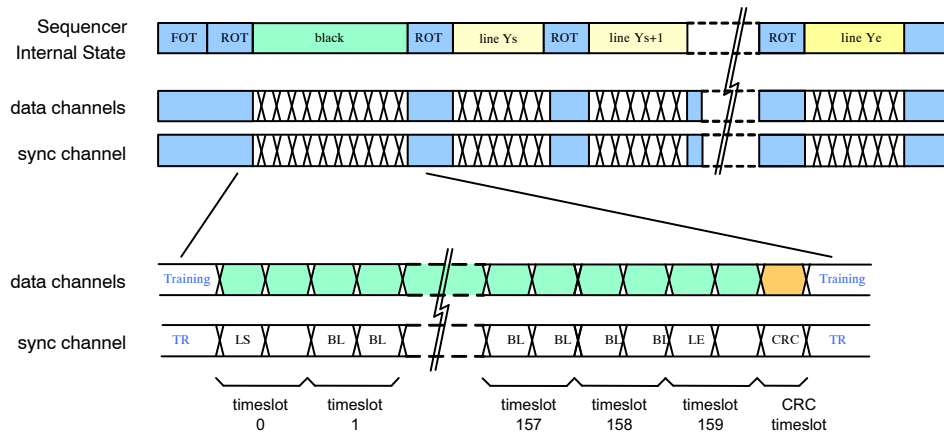 Sequencer
Internal State
FOT ROT black ROT line Ys ROT line Ys+1 ROT line Ye
data channels
sync channel
data channels Training Training
sync channel TR LS BL BL BL BL BL BL LE CRC TR
timeslot timeslot timeslot timeslot timeslot CRC
0 1 157 158 159 timeslot